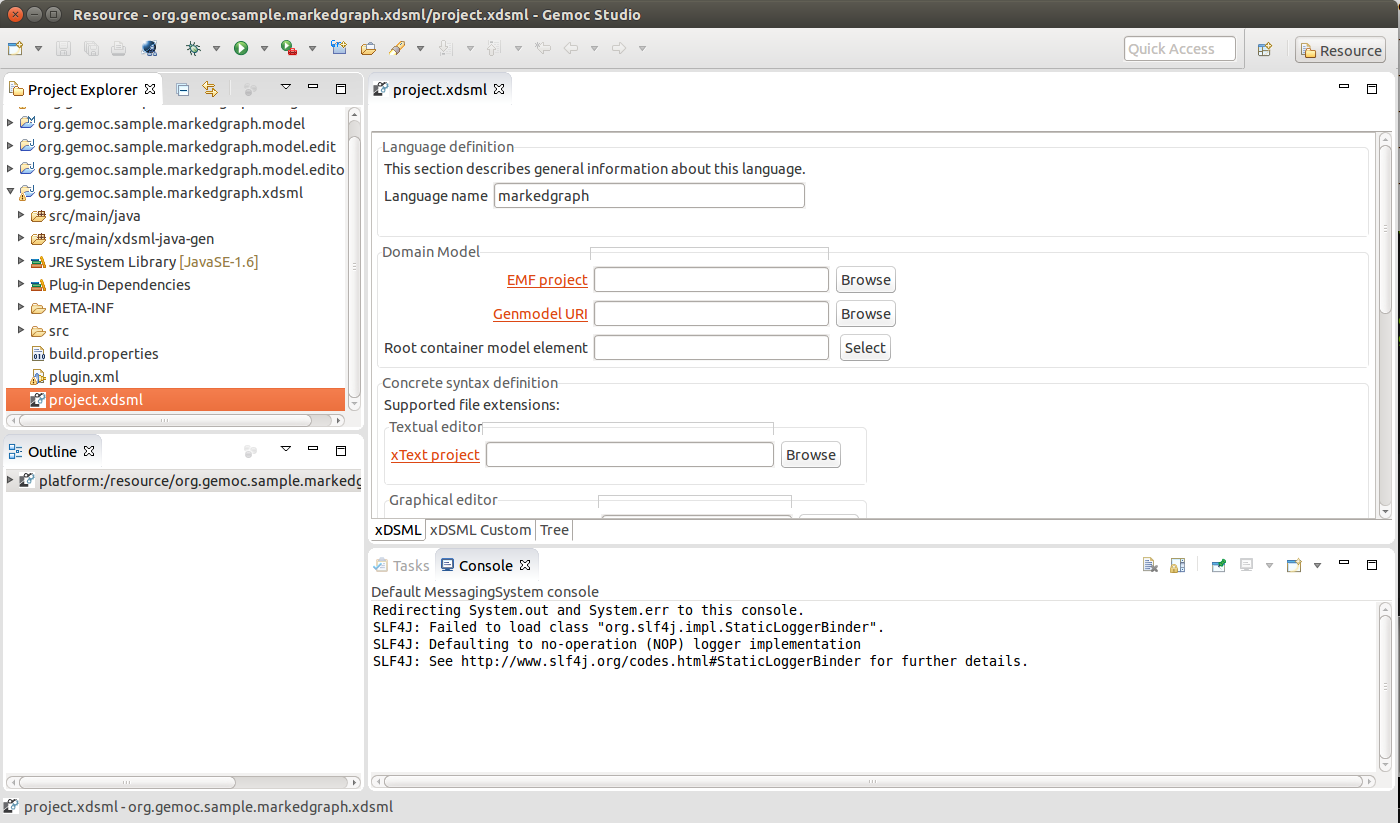 Resource - org.gemoc.sample.markedgraph.xdsml/project.xdsml - Gemoc Studio
Quick Access
Resource
Project Explorer
org.gemoc.sample.markedgraph.model
org.gemoc.sample.markedgraph.model.edit
org.gemoc.sample.markedgraph.model.edito
org.gemoc.sample.markedgraph.xdsml
src/main/java
src/main/xdsml-java-gen
JRE System Library [JavaSE-1.6]
Plug-in Dependencies
META-INF
src
build.properties
plugin.xml
project.xdsml
Outline
platform:/resource/org.gemoc.sample.markedg
project.xdsml
Language definition
This section describes general information about this language.
Language name markedgraph
Domain Model
EMF project Browse
Genmodel URI Browse
Root container model element Select
Concrete syntax definition
Supported file extensions:
Textual editor
xText project Browse
Graphical editor
xDSML xDSML Custom Tree
Tasks Console
Default MessagingSystem console
Redirecting System.out and System.err to this console.
SLF4J: Failed to load class "org.slf4j.impl.StaticLoggerBinder".
SLF4J: Defaulting to no-operation (NOP) logger implementation
SLF4J: See http://www.slf4j.org/codes.html#StaticLoggerBinder for further details.
project.xdsml - org.gemoc.sample.markedgraph.xdsml